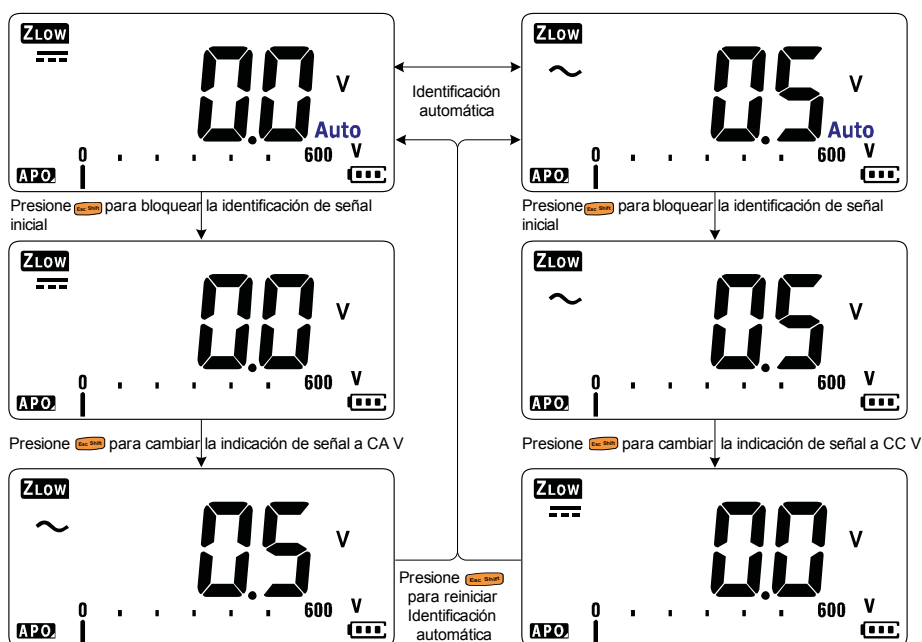 ZLOW
0.0 V
Auto
0 600 V
APO
Identificación
automática
ZLOW
0.5 V
Auto
0 600 V
APO
Presione Esc Shift para bloquear la identificación de señal
inicial
Presione Esc Shift para bloquear la identificación de señal
inicial
ZLOW
0.0 V
0 600 V
APO
ZLOW
0.5 V
0 600 V
APO
Presione Esc Shift para cambiar la indicación de señal a CA V
Presione Esc Shift para cambiar la indicación de señal a CC V
ZLOW
0.5 V
0 600 V
APO
Presione Esc Shift
para reiniciar
Identificación
automática
ZLOW
0.0 V
0 600 V
APO